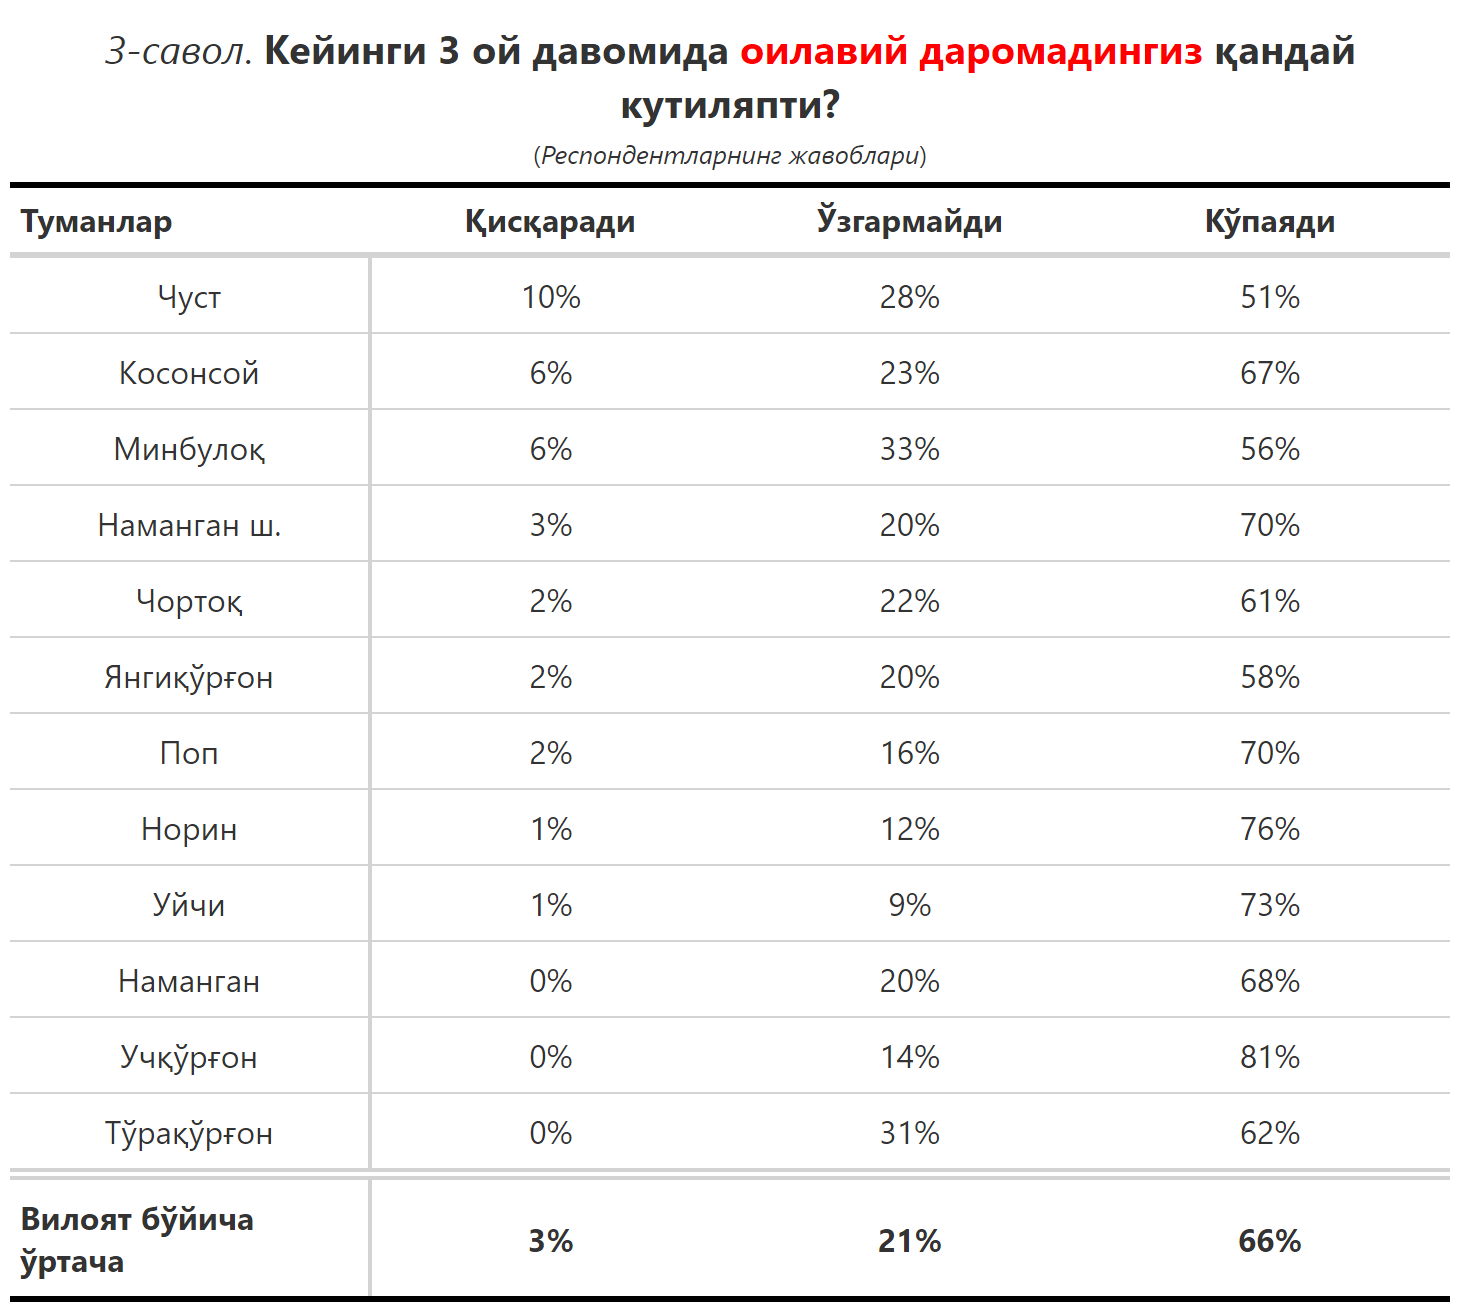 3-савол. Кейинги 3 ой давомида оилавий даромадингиз қандай
кутиляпти?
(Респондентларнинг жавоблари)
Туманлар Қисқаради Ўзгармайди Кўпаяди
Чуст 10% 28% 51%
Косонсой 6% 23% 67%
Минбулоқ 6% 33% 56%
Наманган ш. 3% 20% 70%
Чортоқ 2% 22% 61%
Янгиқўрғон 2% 20% 58%
Поп 2% 16% 70%
Норин 1% 12% 76%
Уйчи 1% 9% 73%
Наманган 0% 20% 68%
Учқўрғон 0% 14% 81%
Тўрақўрғон 0% 31% 62%
Вилоят бўйича
ўртача 3% 21% 66%